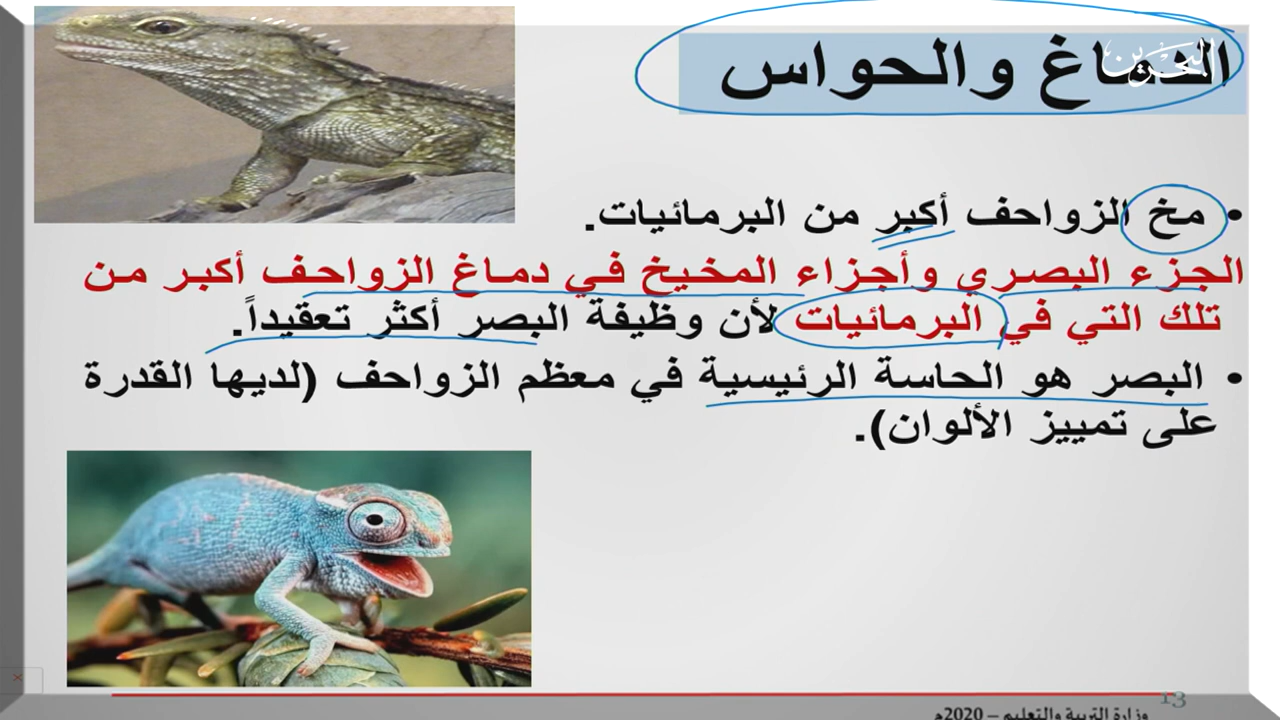 الدماغ والحواس
البحرين
• مخ الزواحف أكبر من البرمائيات.
الجزء البصري وأجزاء المخيخ في دماغ الزواحف أكبر من
تلك التي في البرمائيات لأن وظيفة البصر أكثر تعقيداً.
• البصر هو الحاسة الرئيسية في معظم الزواحف (لديها القدرة
على تمييز الألوان).
13
وزارة التربية والتعليم – 2020م